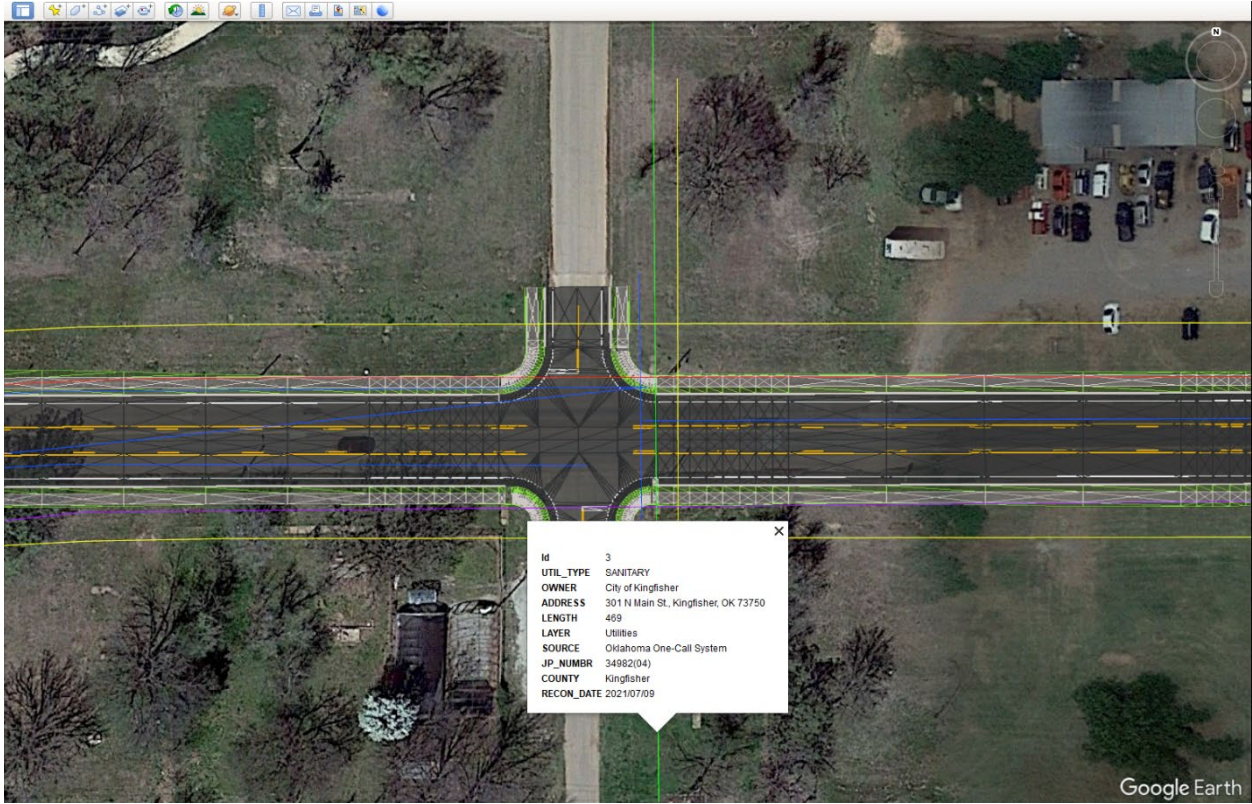 N
Id 3
UTIL_TYPE SANITARY
OWNER City of Kingfisher
ADDRESS 301 N Main St., Kingfisher, OK 73750
LENGTH 469
LAYER Utilities
SOURCE Oklahoma One-Call System
JP_NUMBR 34982(04)
COUNTY Kingfisher
RECON_DATE 2021/07/09
Google Earth